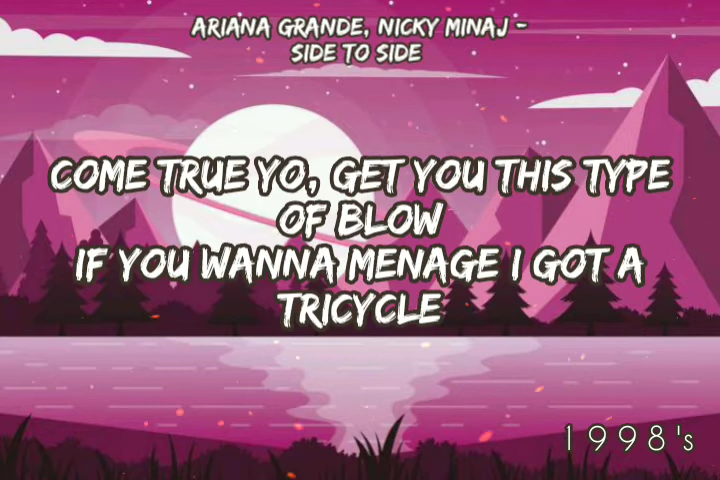 ARIANA GRANDE, NICKY MINAJ -
SIDE TO SIDE
COME TRUE YO, GET YOU THIS TYPE
OF BLOW
IF YOU WANNA MENAGE I GOT A
TRICYCLE
1998's